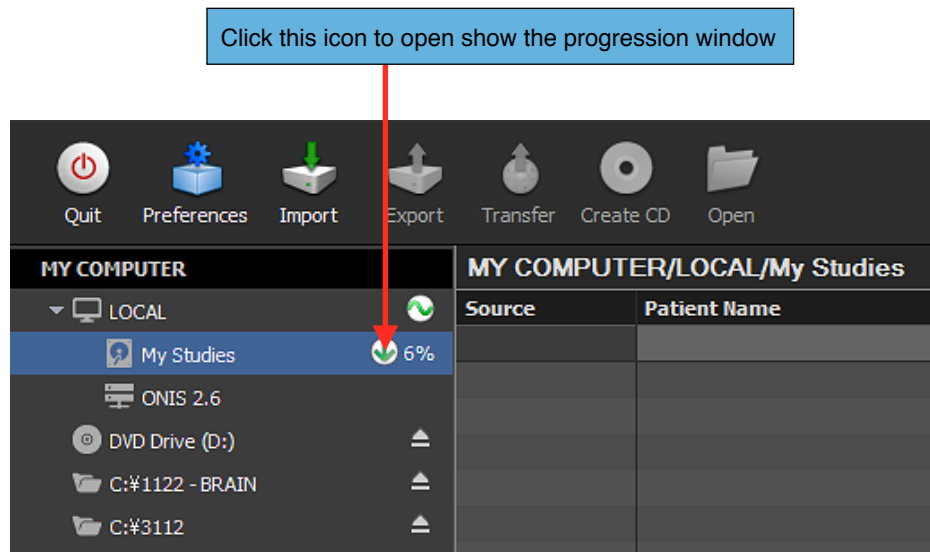 Click this icon to open show the progression window
Quit Preferences Import Export Transfer Create CD Open
MY COMPUTER
MY COMPUTER/LOCAL/My Studies
LOCAL
Source Patient Name
My Studies 6%
ONIS 2.6
DVD Drive (D:)
C:¥1122 - BRAIN
C:¥3112